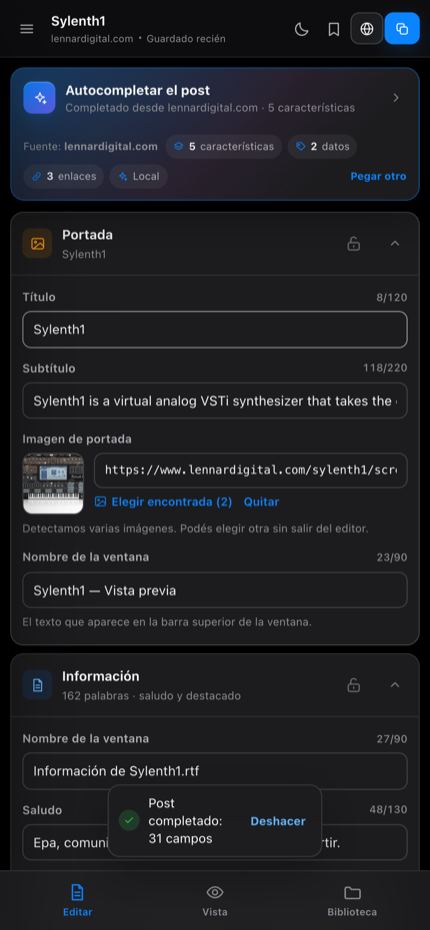 Sylenth1
lennardigital.com • Guardado recién
Autocompletar el post
Completado desde lennardigital.com · 5 características
Fuente: lennardigital.com
5 características
2 datos
3 enlaces
Local
Pegar otro
Portada
Sylenth1
Título
8/120
Sylenth1
Subtítulo
118/220
Sylenth1 is a virtual analog VSTi synthesizer that takes the
Imagen de portada
https://www.lennardigital.com/sylenth1/scr
Elegir encontrada (2)
Quitar
Detectamos varias imágenes. Podés elegir otra sin salir del editor.
Nombre de la ventana
23/90
Sylenth1 — Vista previa
El texto que aparece en la barra superior de la ventana.
Información
162 palabras · saludo y destacado
Nombre de la ventana
27/90
Información de Sylenth1.rtf
Saludo
48/130
Epa, comuni
rtir.
Post
completado:
31 campos
Deshacer
Editar
Vista
Biblioteca